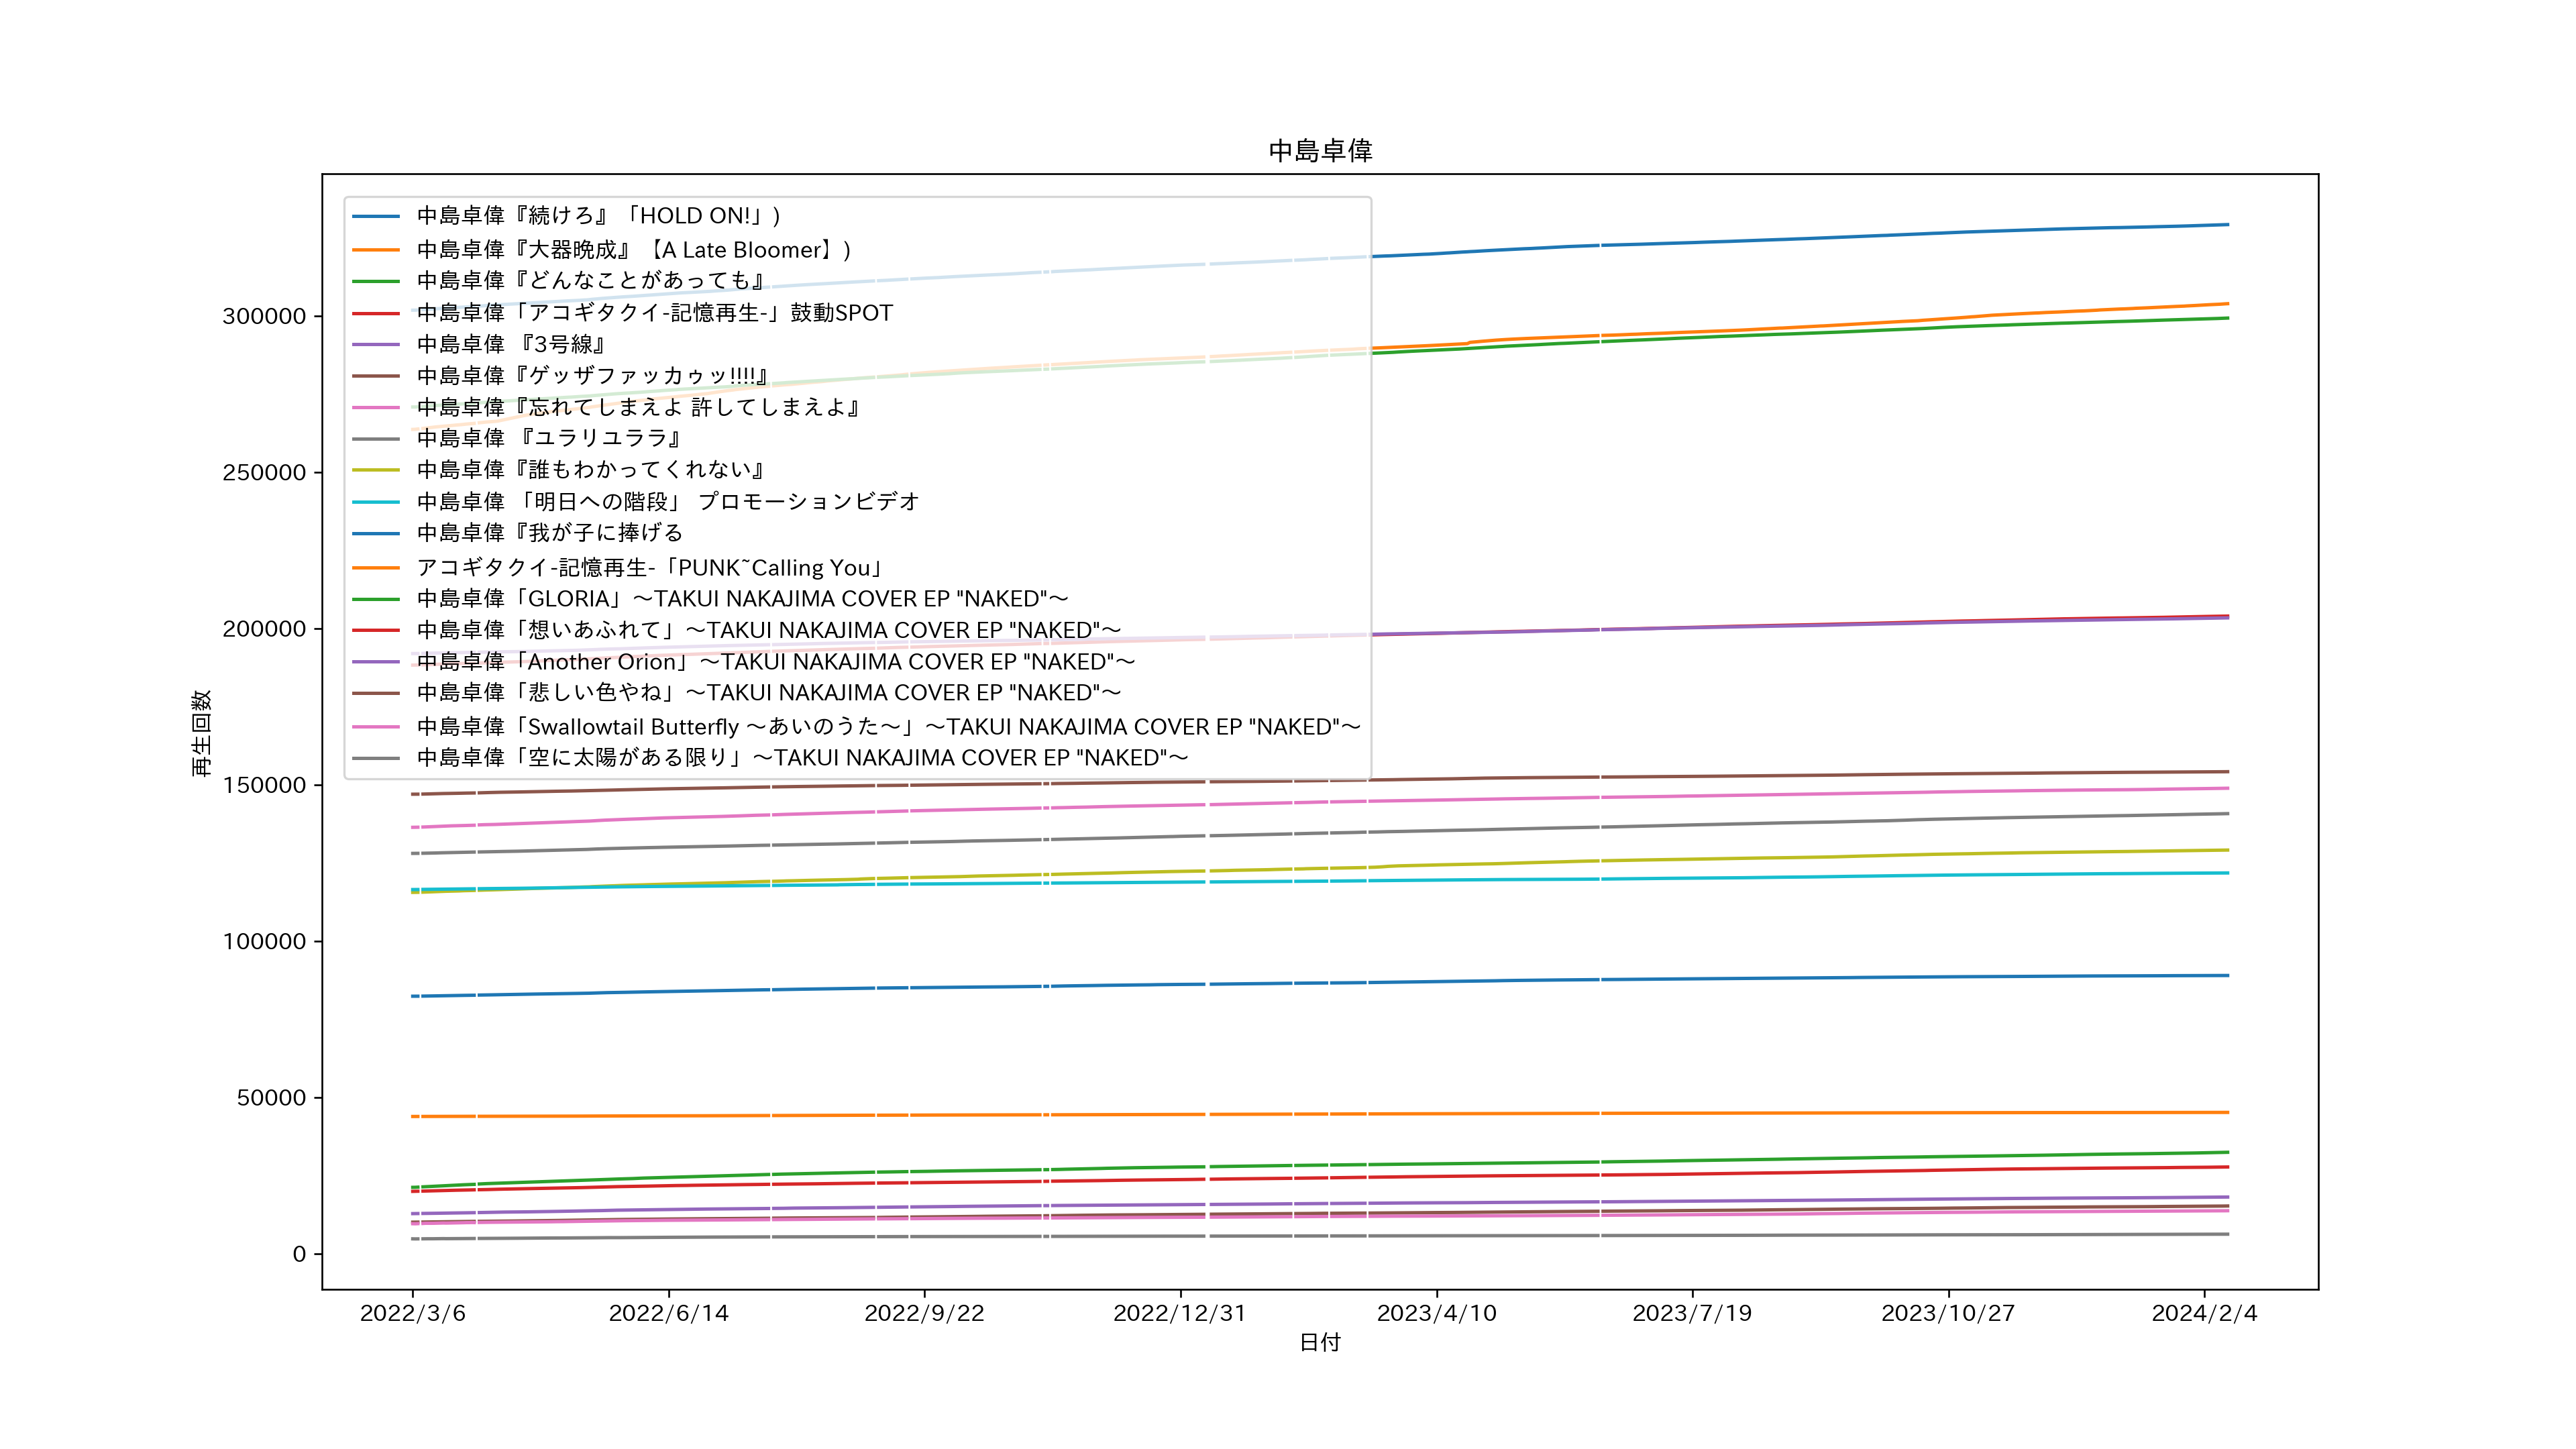 中島卓偉
中島卓偉『続けろ』「HOLD ON!」)
中島卓偉『大器晩成』【A Late Bloomer】)
中島卓偉『どんなことがあっても』
中島卓偉「アコギタクイ-記憶再生-」鼓動SPOT
中島卓偉 『3号線』
中島卓偉『ゲッザファッカゥッ!!!!』
中島卓偉『忘れてしまえよ 許してしまえよ』
中島卓偉 『ユラリユララ』
中島卓偉『誰もわかってくれない』
中島卓偉 「明日への階段」 プロモーションビデオ
中島卓偉『我が子に捧げる
アコギタクイ-記憶再生-「PUNK~Calling You」
中島卓偉「GLORIA」〜TAKUI NAKAJIMA COVER EP "NAKED"〜
中島卓偉「想いあふれて」〜TAKUI NAKAJIMA COVER EP "NAKED"〜
中島卓偉「Another Orion」〜TAKUI NAKAJIMA COVER EP "NAKED"〜
中島卓偉「悲しい色やね」〜TAKUI NAKAJIMA COVER EP "NAKED"〜
中島卓偉「Swallowtail Butterfly 〜あいのうた〜」〜TAKUI NAKAJIMA COVER EP "NAKED"〜
中島卓偉「空に太陽がある限り」〜TAKUI NAKAJIMA COVER EP "NAKED"〜
再生回数
300000
250000
200000
150000
100000
50000
0
2022/3/6 2022/6/14 2022/9/22 2022/12/31 2023/4/10 2023/7/19 2023/10/27 2024/2/4
日付